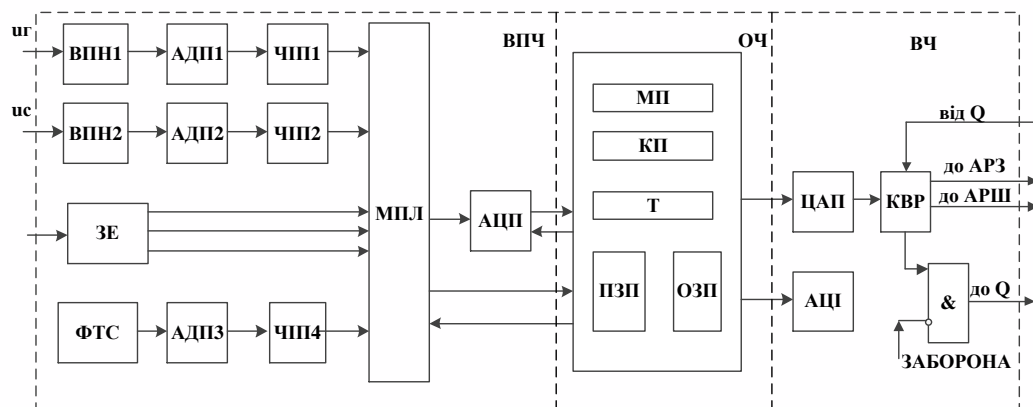 uг
ВПН1 АДП1 ЧІП1
ВПЧ
ОЧ
ВЧ
uс
ВПН2 АДП2 ЧІП2
МП
КП
Т
від Q
до АРЗ
до АРШ
ЗЕ
МПЛ
АЦП
ЦАП
КВР
ПЗП ОЗП
АЦІ
&
до Q
ФТС АДП3 ЧІП4
ЗАБОРОНА